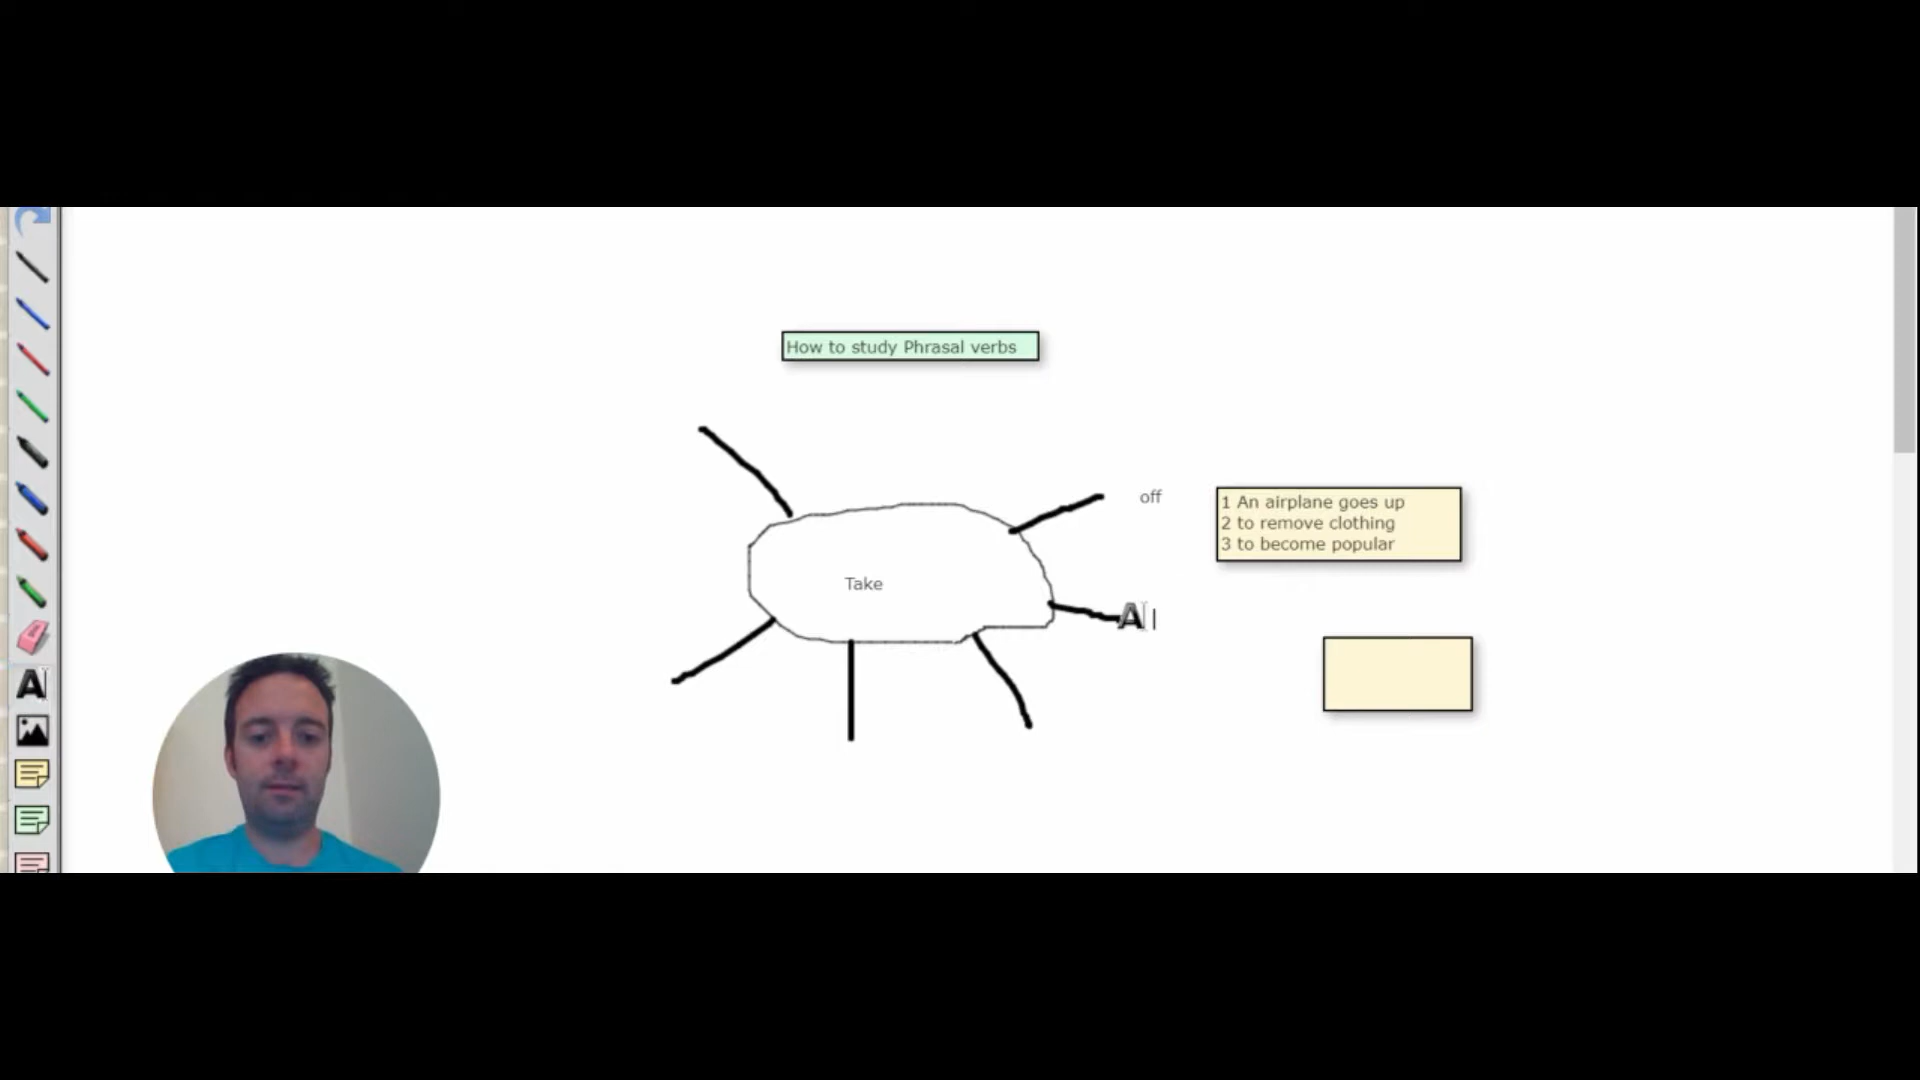 How to study Phrasal verbs
off
1 An airplane goes up
2 to remove clothing
3 to become popular
Take